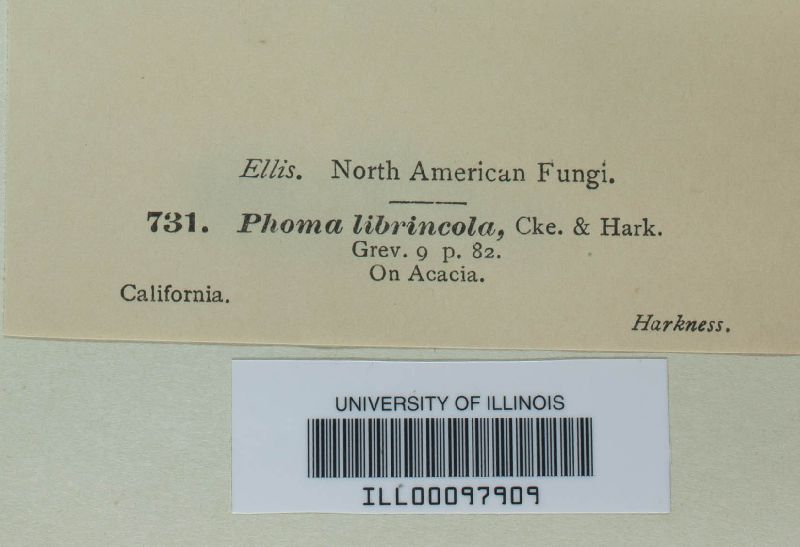 Ellis. North American Fungi.
731. Phoma librincola, Cke. & Hark.
Grev. 9 p. 82.
On Acacia.
California.
Harkness.
UNIVERSITY OF ILLINOIS
ILL00097909